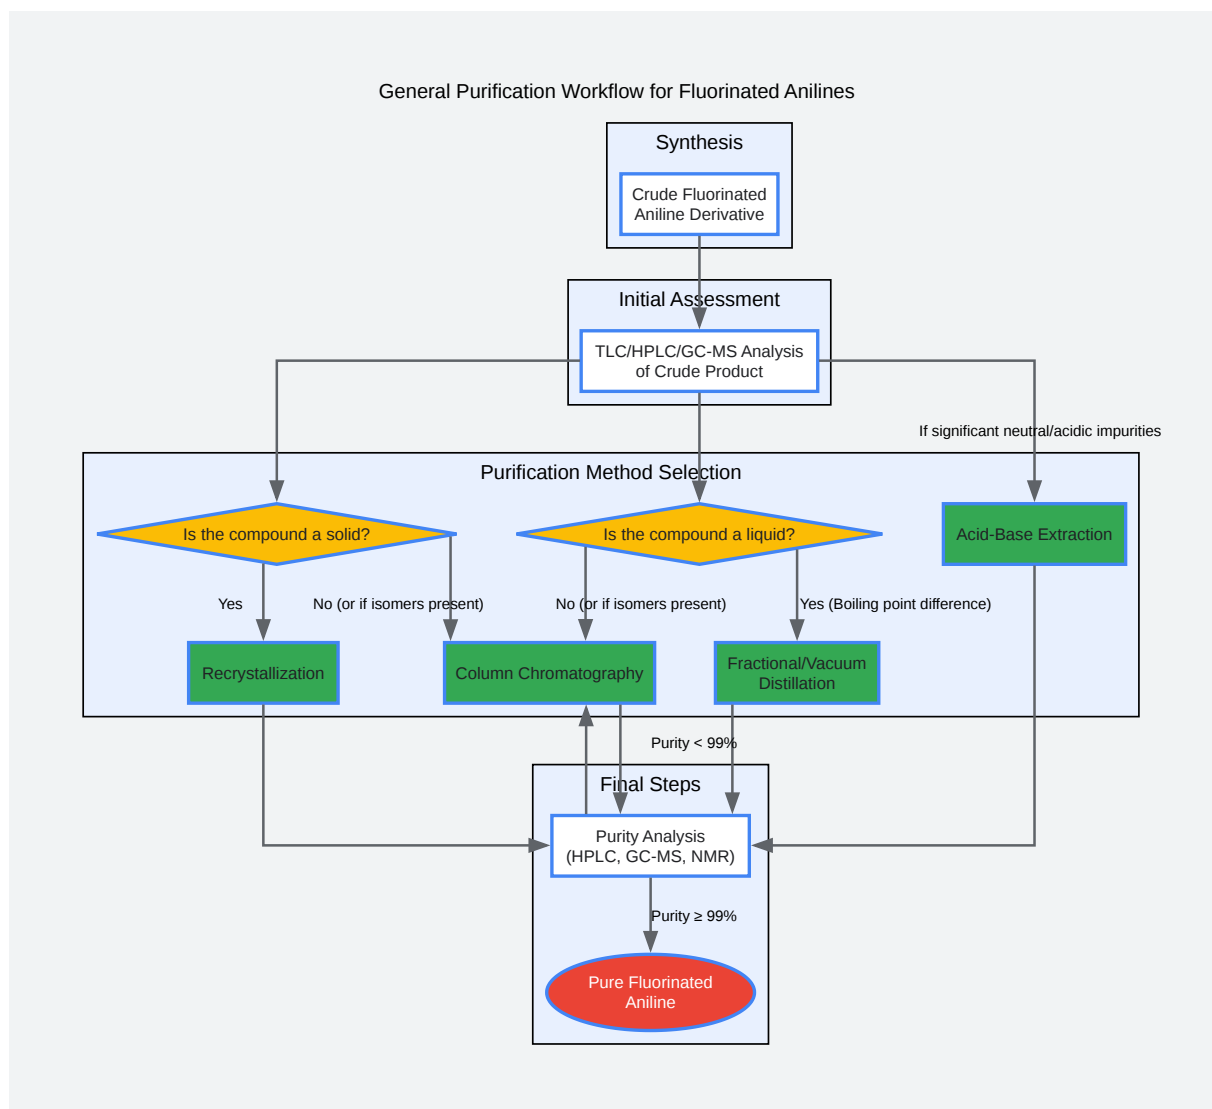 General Purification Workflow for Fluorinated Anilines
Synthesis
Crude Fluorinated
Aniline Derivative
Initial Assessment
TLC/HPLC/GC-MS Analysis
of Crude Product
If significant neutral/acidic impurities
Purification Method Selection
Is the compound a solid?
Is the compound a liquid?
Acid-Base Extraction
Yes
No (or if isomers present)
No (or if isomers present)
Yes (Boiling point difference)
Recrystallization
Column Chromatography
Fractional/Vacuum
Distillation
Purity < 99%
Final Steps
Purity Analysis
(HPLC, GC-MS, NMR)
Purity ≥ 99%
Pure Fluorinated
Aniline